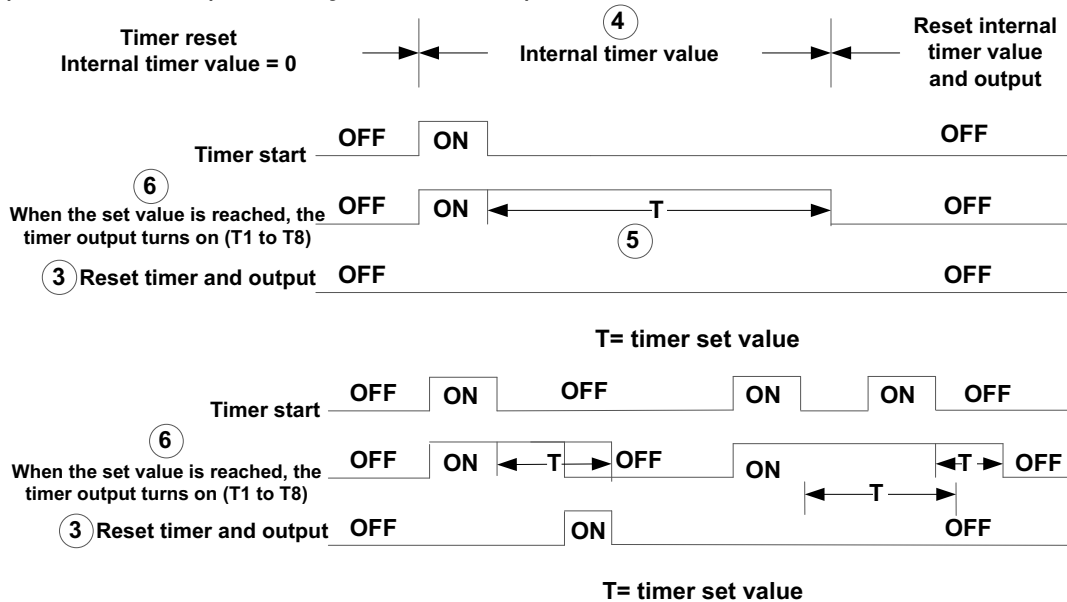 4
Timer reset
Internal timer value = 0
Internal timer value
Reset internal
timer value
and output
Timer start
OFF
ON
OFF
6
When the set value is reached, the
timer output turns on (T1 to T8)
OFF
ON
T
5
3 Reset timer and output
OFF
OFF
T= timer set value
Timer start
OFF
ON
OFF
ON
ON
OFF
6
When the set value is reached, the
timer output turns on (T1 to T8)
OFF
ON
T
OFF
ON
T
T
OFF
3 Reset timer and output
OFF
ON
OFF
T= timer set value